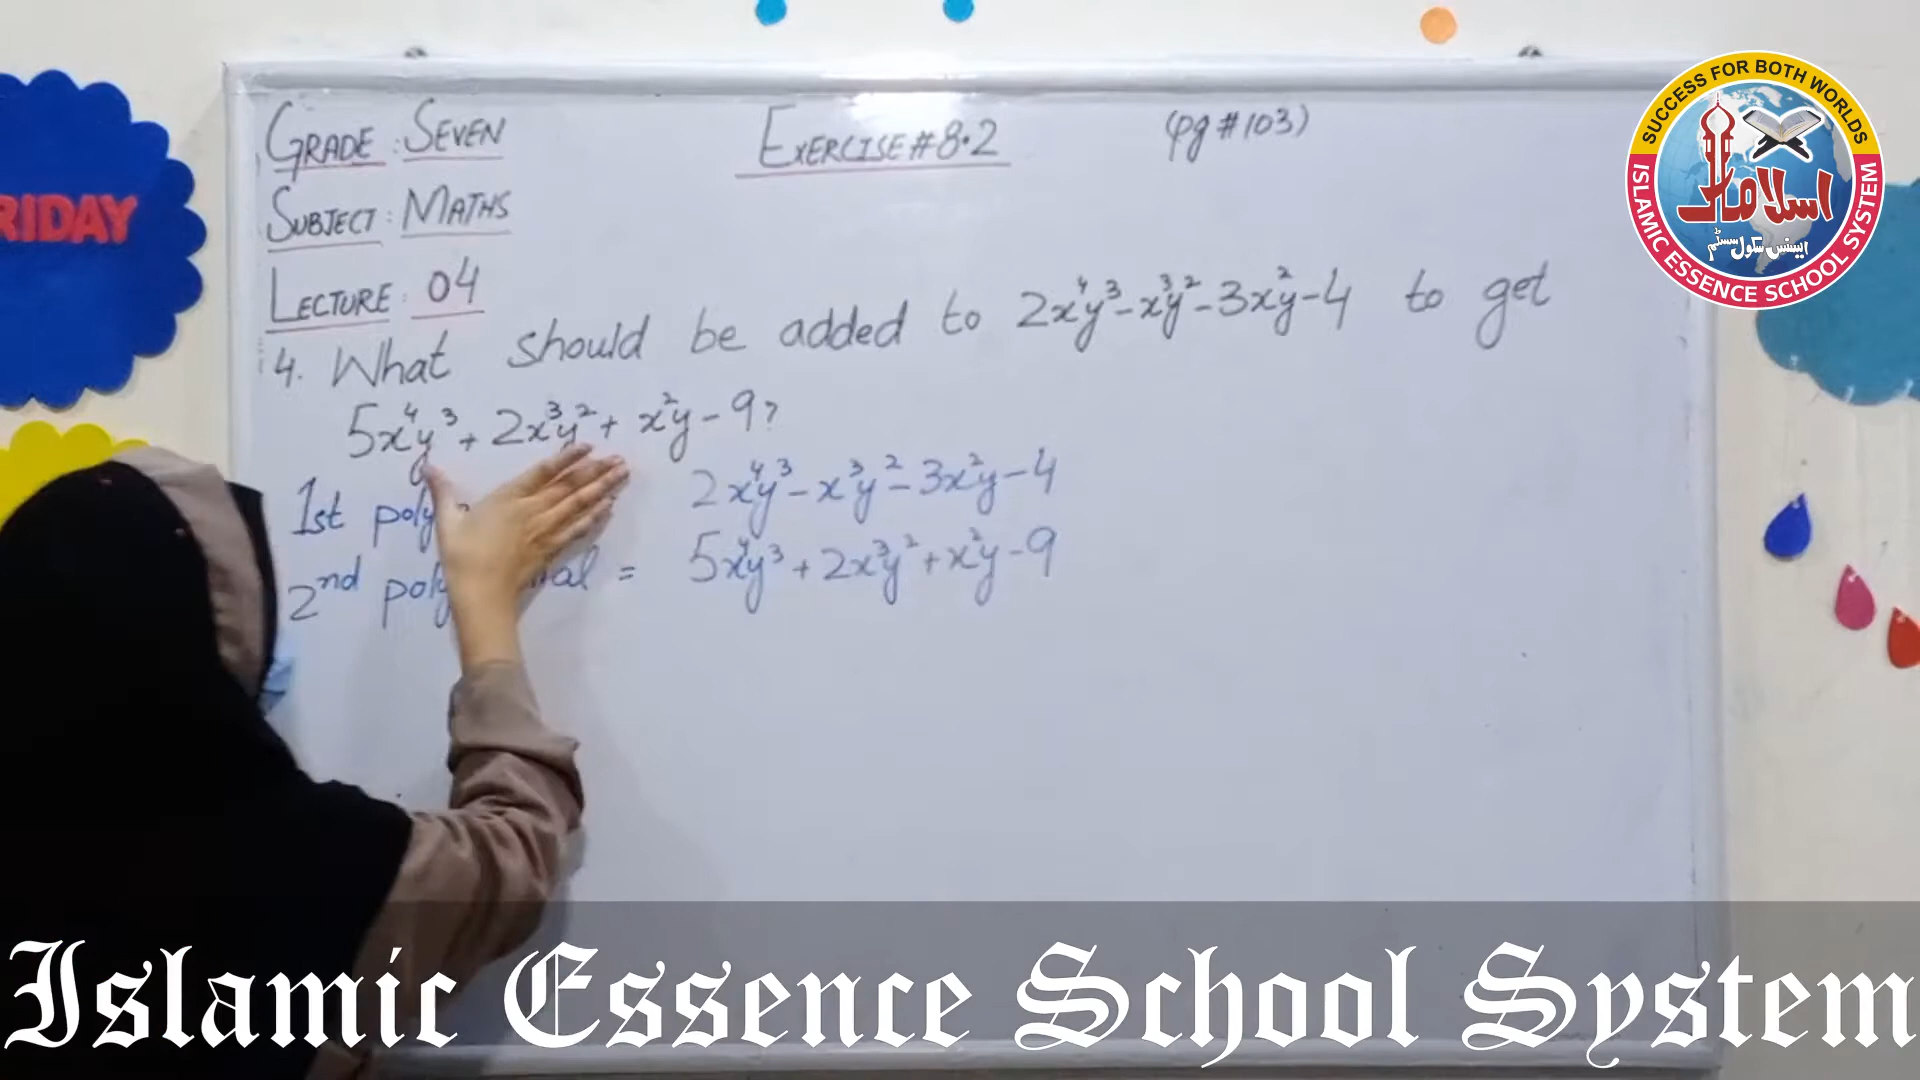 GRADE : SEVEN
EXERCISE # 8.2
(pg # 103)
SUBJECT : MATHS
LECTURE : 04
4. What should be added to 2x⁴y³ - x³y² - 3x²y - 4 to get
5x⁴y³ + 2x³y² + x²y - 9?
1st 2x⁴y³ - x³y² - 3x²y - 4
2nd = 5x⁴y³ + 2x³y² + x²y - 9
RIDAY
SUCCESS FOR BOTH WORLDS
اسلامک
ایسنس سکول سسٹم
ISLAMIC ESSENCE SCHOOL SYSTEM
Islamic Essence School System